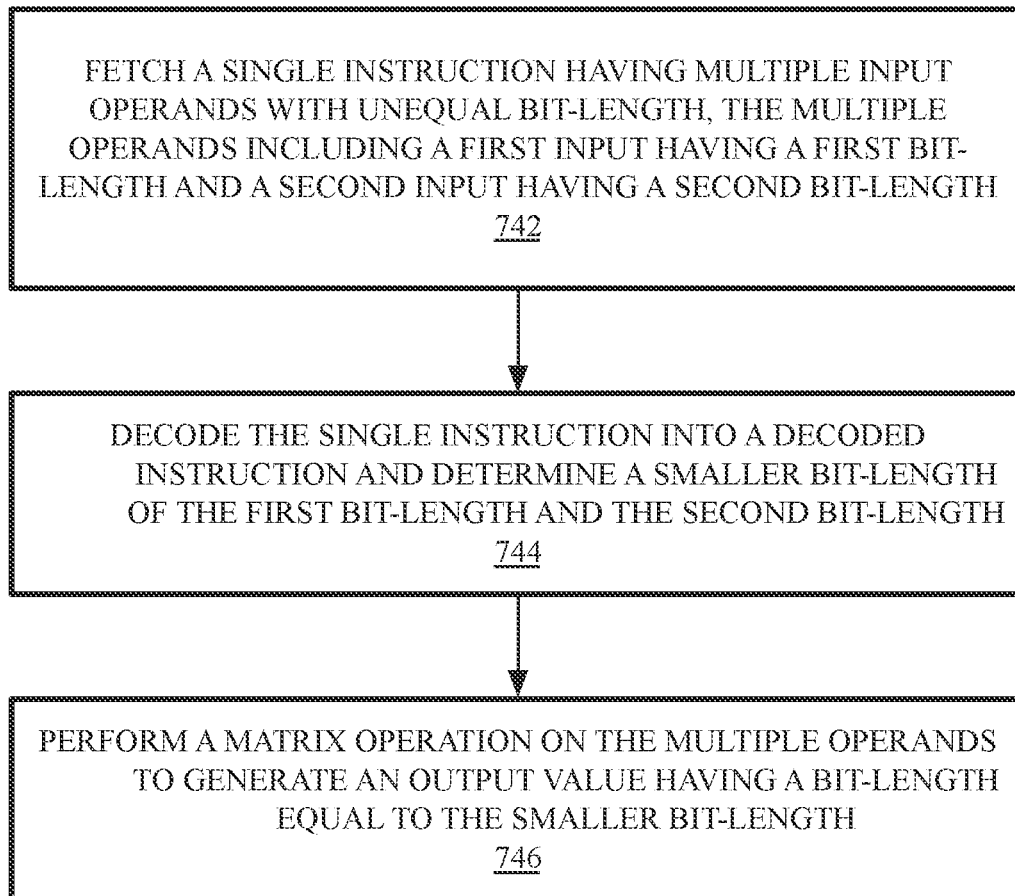 FETCH A SINGLE INSTRUCTION HAVING MULTIPLE INPUT
OPERANDS WITH UNEQUAL BIT-LENGTH, THE MULTIPLE
OPERANDS INCLUDING A FIRST INPUT HAVING A FIRST BIT-
LENGTH AND A SECOND INPUT HAVING A SECOND BIT-LENGTH
742
DECODE THE SINGLE INSTRUCTION INTO A DECODED
INSTRUCTION AND DETERMINE A SMALLER BIT-LENGTH
OF THE FIRST BIT-LENGTH AND THE SECOND BIT-LENGTH
744
PERFORM A MATRIX OPERATION ON THE MULTIPLE OPERANDS
TO GENERATE AN OUTPUT VALUE HAVING A BIT-LENGTH
EQUAL TO THE SMALLER BIT-LENGTH
746